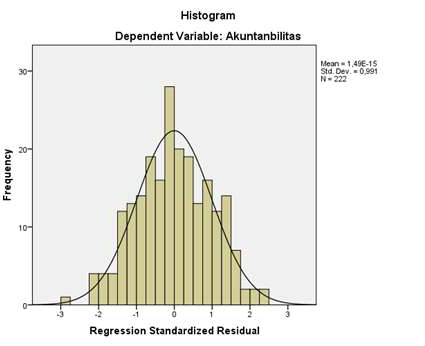 Histogram
Dependent Variable: Akuntanbilitas
Mean = 1,49E-15
Std. Dev. = 0,991
N = 222
Frequency
30
20
10
0
-3 -2 -1 0 1 2 3
Regression Standardized Residual